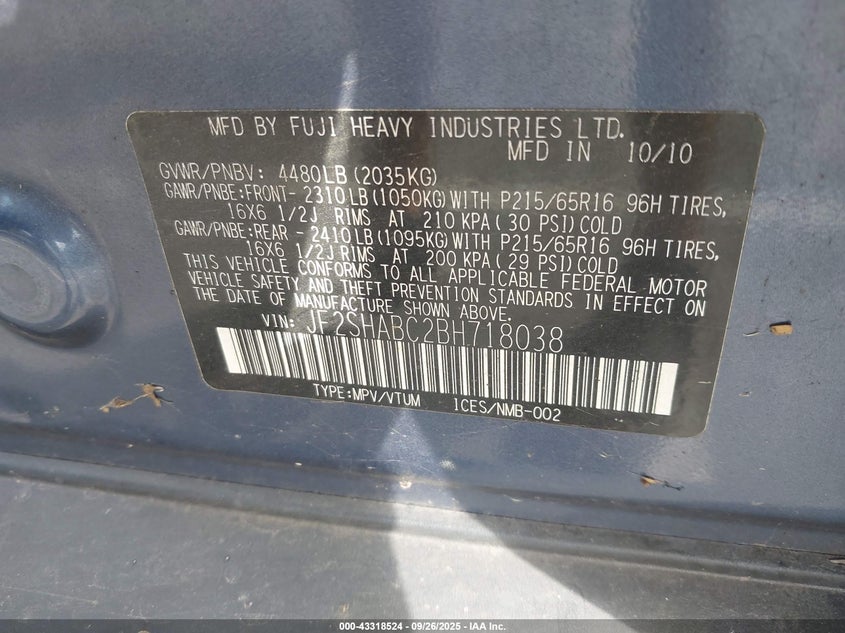 MFD BY FUJI HEAVY INDUSTRIES LTD.
MFD IN 10/10
GVWR/PNBV: 4480LB (2035KG)
GAWR/PNBE:FRONT- 2310LB (1050KG)WITH P215/65R16 96H TIRES,
16X6 1/2J RIMS AT 210 KPA( 30 PSI)COLD
GAWR/PNBE:REAR - 2410LB (1095KG)WITH P215/65R16 96H TIRES,
16X6 1/2J RIMS AT 200 KPA( 29 PSI)COLD
THIS VEHICLE CONFORMS TO ALL APPLICABLE FEDERAL MOTOR
VEHICLE SAFETY AND THEFT PREVENTION STANDARDS IN EFFECT ON
THE DATE OF MANUFACTURE SHOWN ABOVE.
VIN: JF2SHABC2BH718038
TYPE:MPV/VTUM ICES/NMB-002
000-43318524 - 09/26/2025 - IAA Inc.